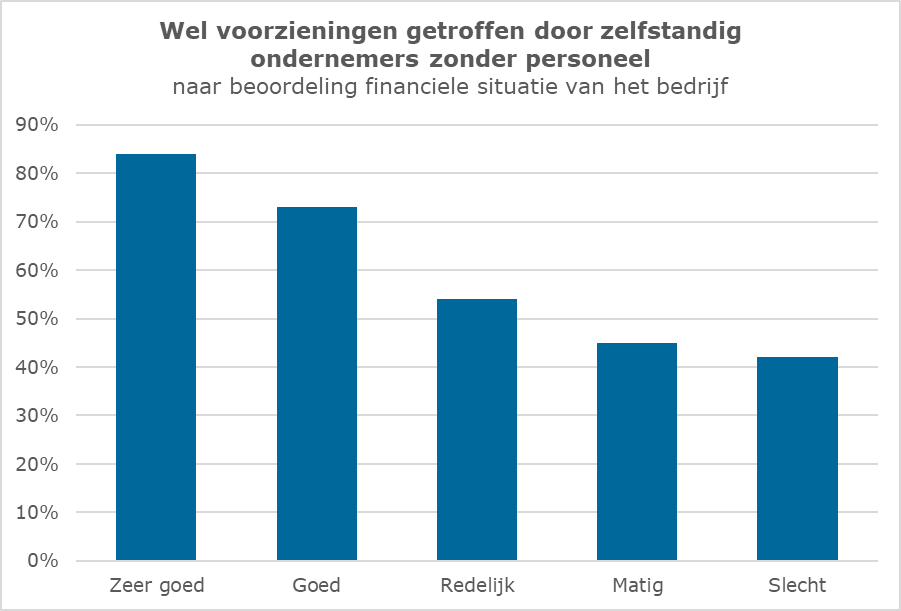 Wel voorzieningen getroffen door zelfstandig
ondernemers zonder personeel
naar beoordeling financiele situatie van het bedrijf
90%
80%
70%
60%
50%
40%
30%
20%
10%
0%
Zeer goed
Goed
Redelijk
Matig
Slecht